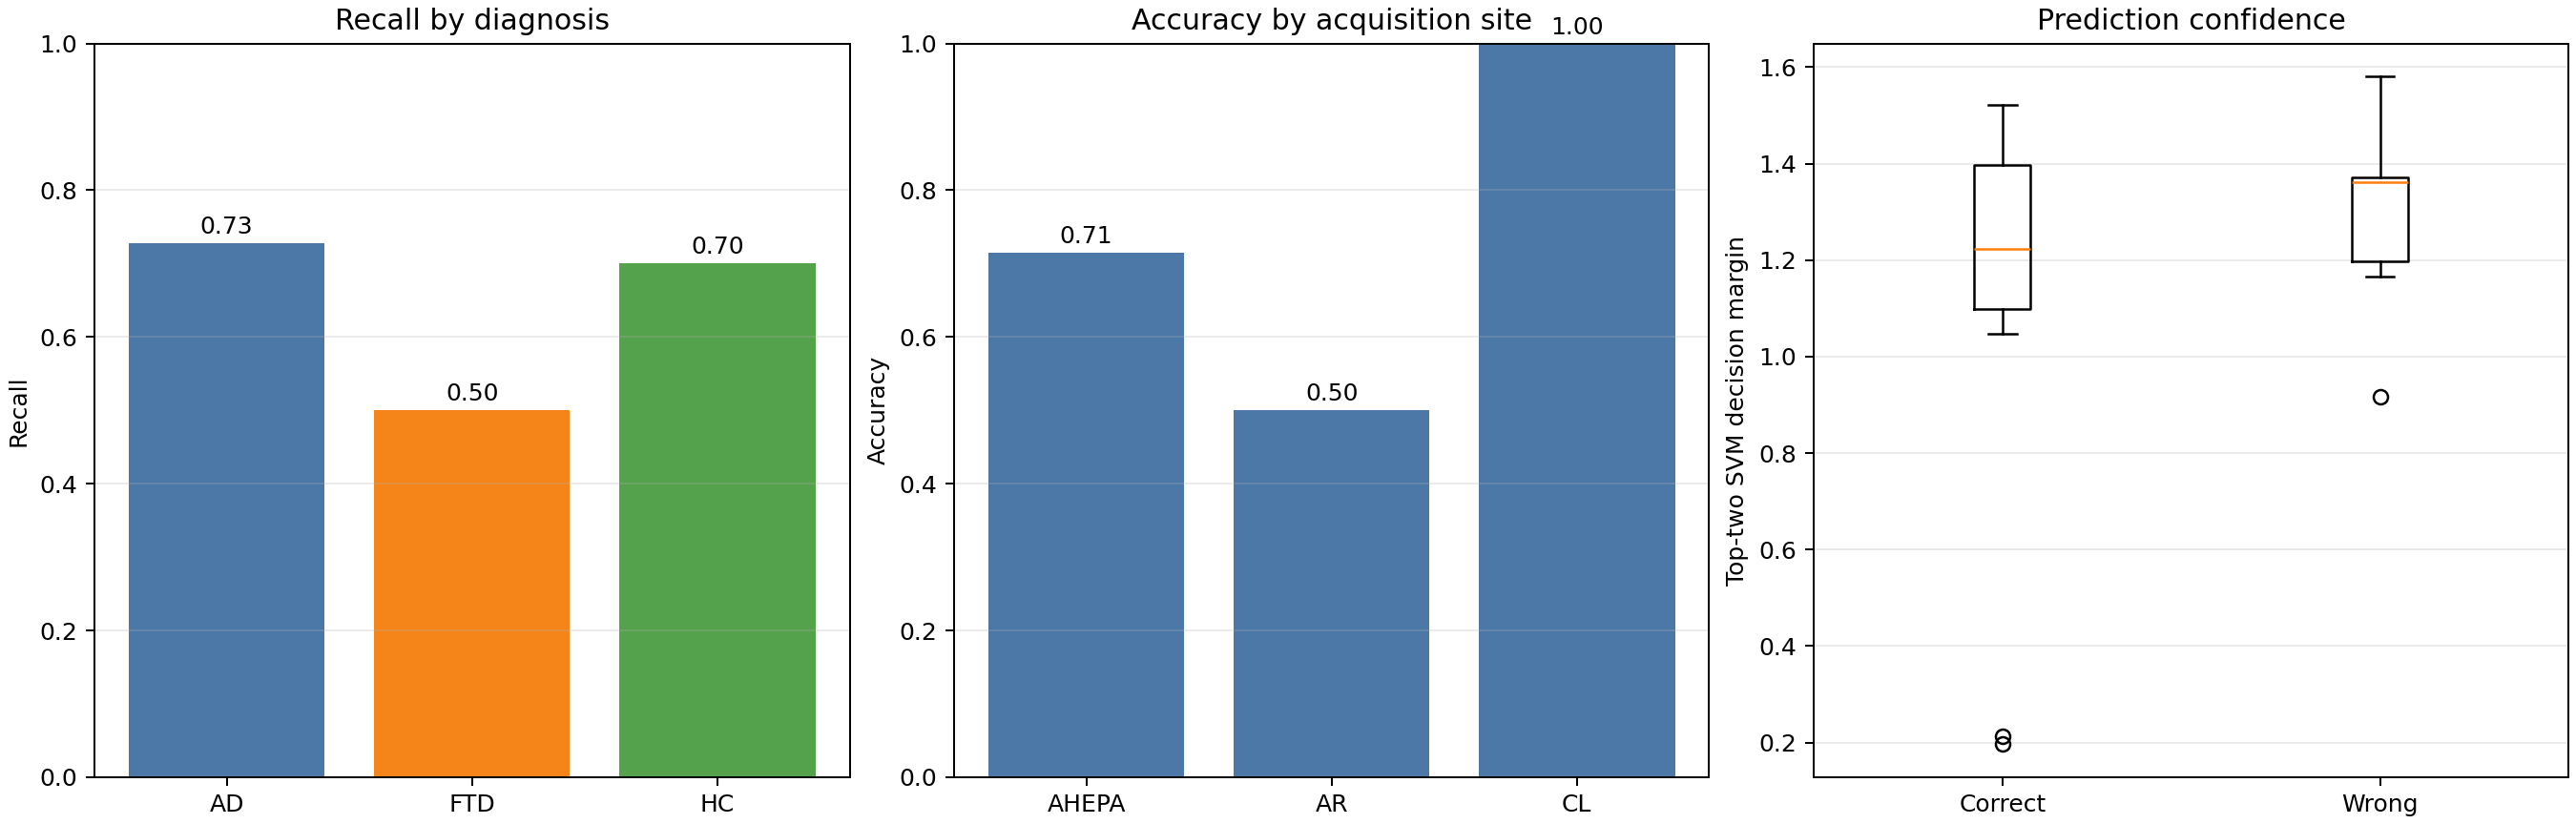 Recall by diagnosis
Recall
1.0
0.8
0.6
0.4
0.2
0.0
0.73
0.50
0.70
AD FTD HC
Accuracy by acquisition site
Accuracy
1.0
0.8
0.6
0.4
0.2
0.0
0.71
0.50
1.00
AHEPA AR CL
Prediction confidence
Top-two SVM decision margin
1.6
1.4
1.2
1.0
0.8
0.6
0.4
0.2
Correct Wrong